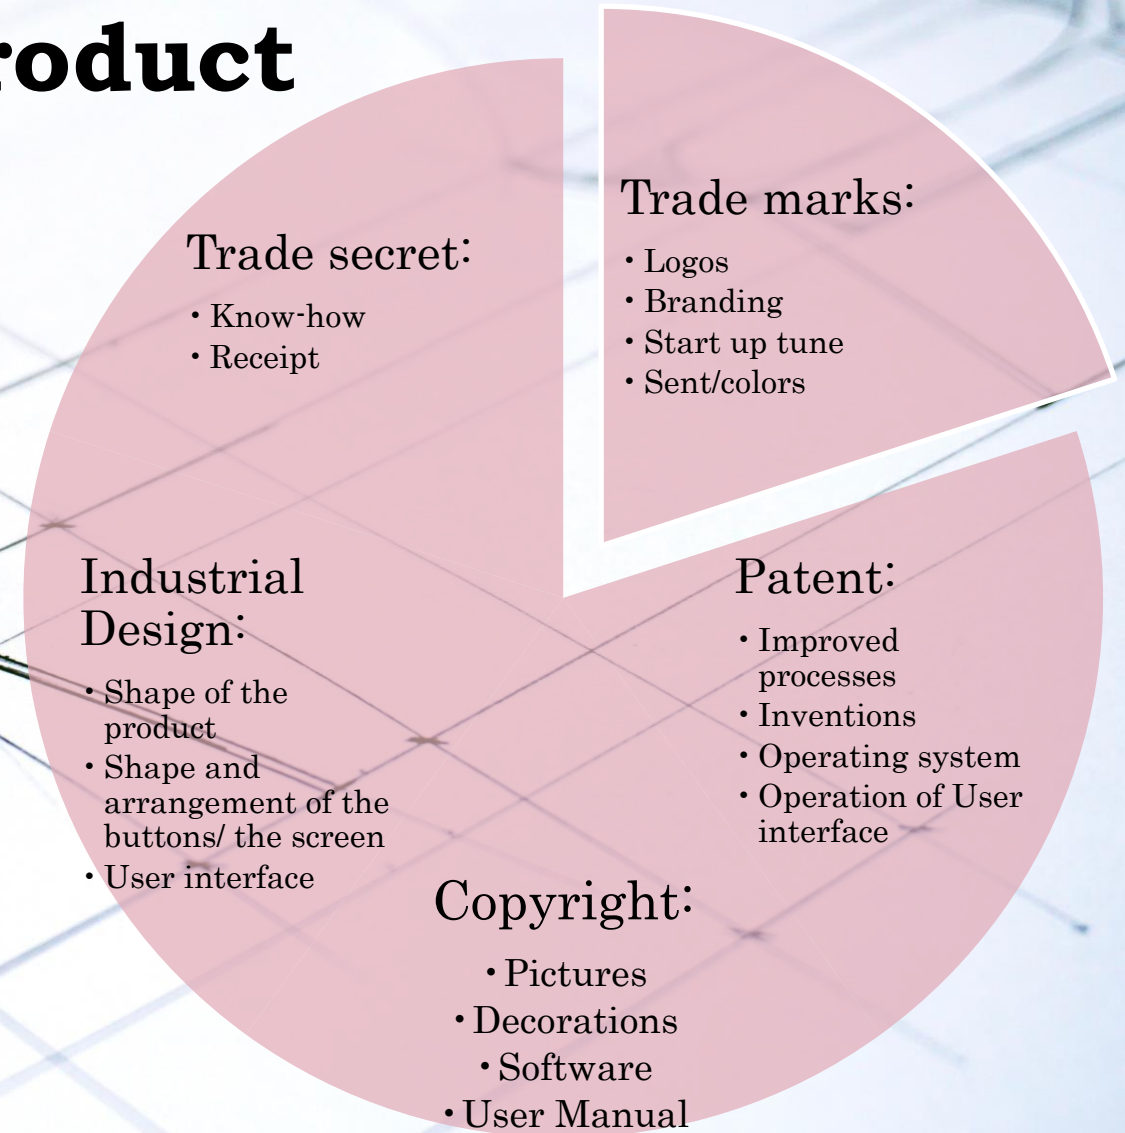 roduct
Trade secret:
• Know-how
• Receipt
Trade marks:
• Logos
• Branding
• Start up tune
• Sent/colors
Industrial
Design:
• Shape of the
product
• Shape and
arrangement of the
buttons/ the screen
• User interface
Patent:
• Improved
processes
• Inventions
• Operating system
• Operation of User
interface
Copyright:
• Pictures
• Decorations
• Software
• User Manual